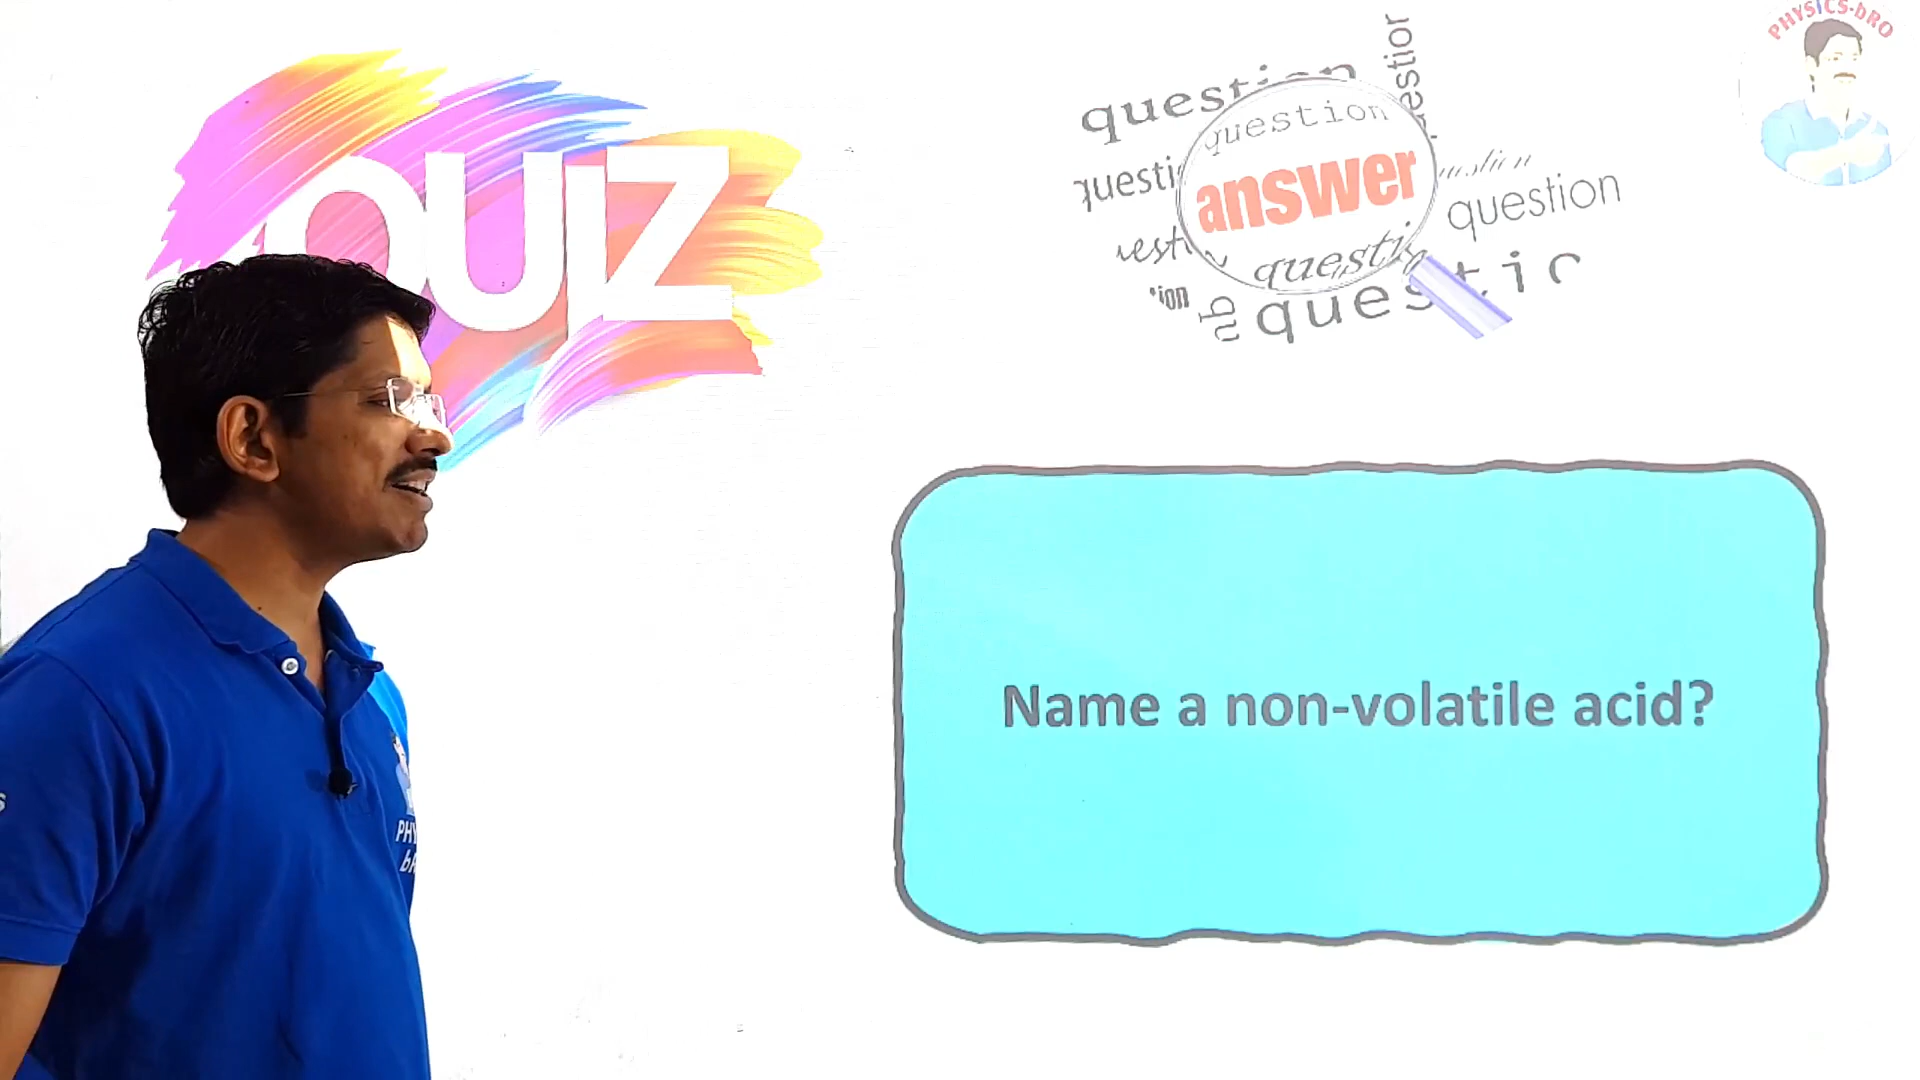 QUIZ
question
question
answer
question
question
question
PHYSICS-bRO
Name a non-volatile acid?